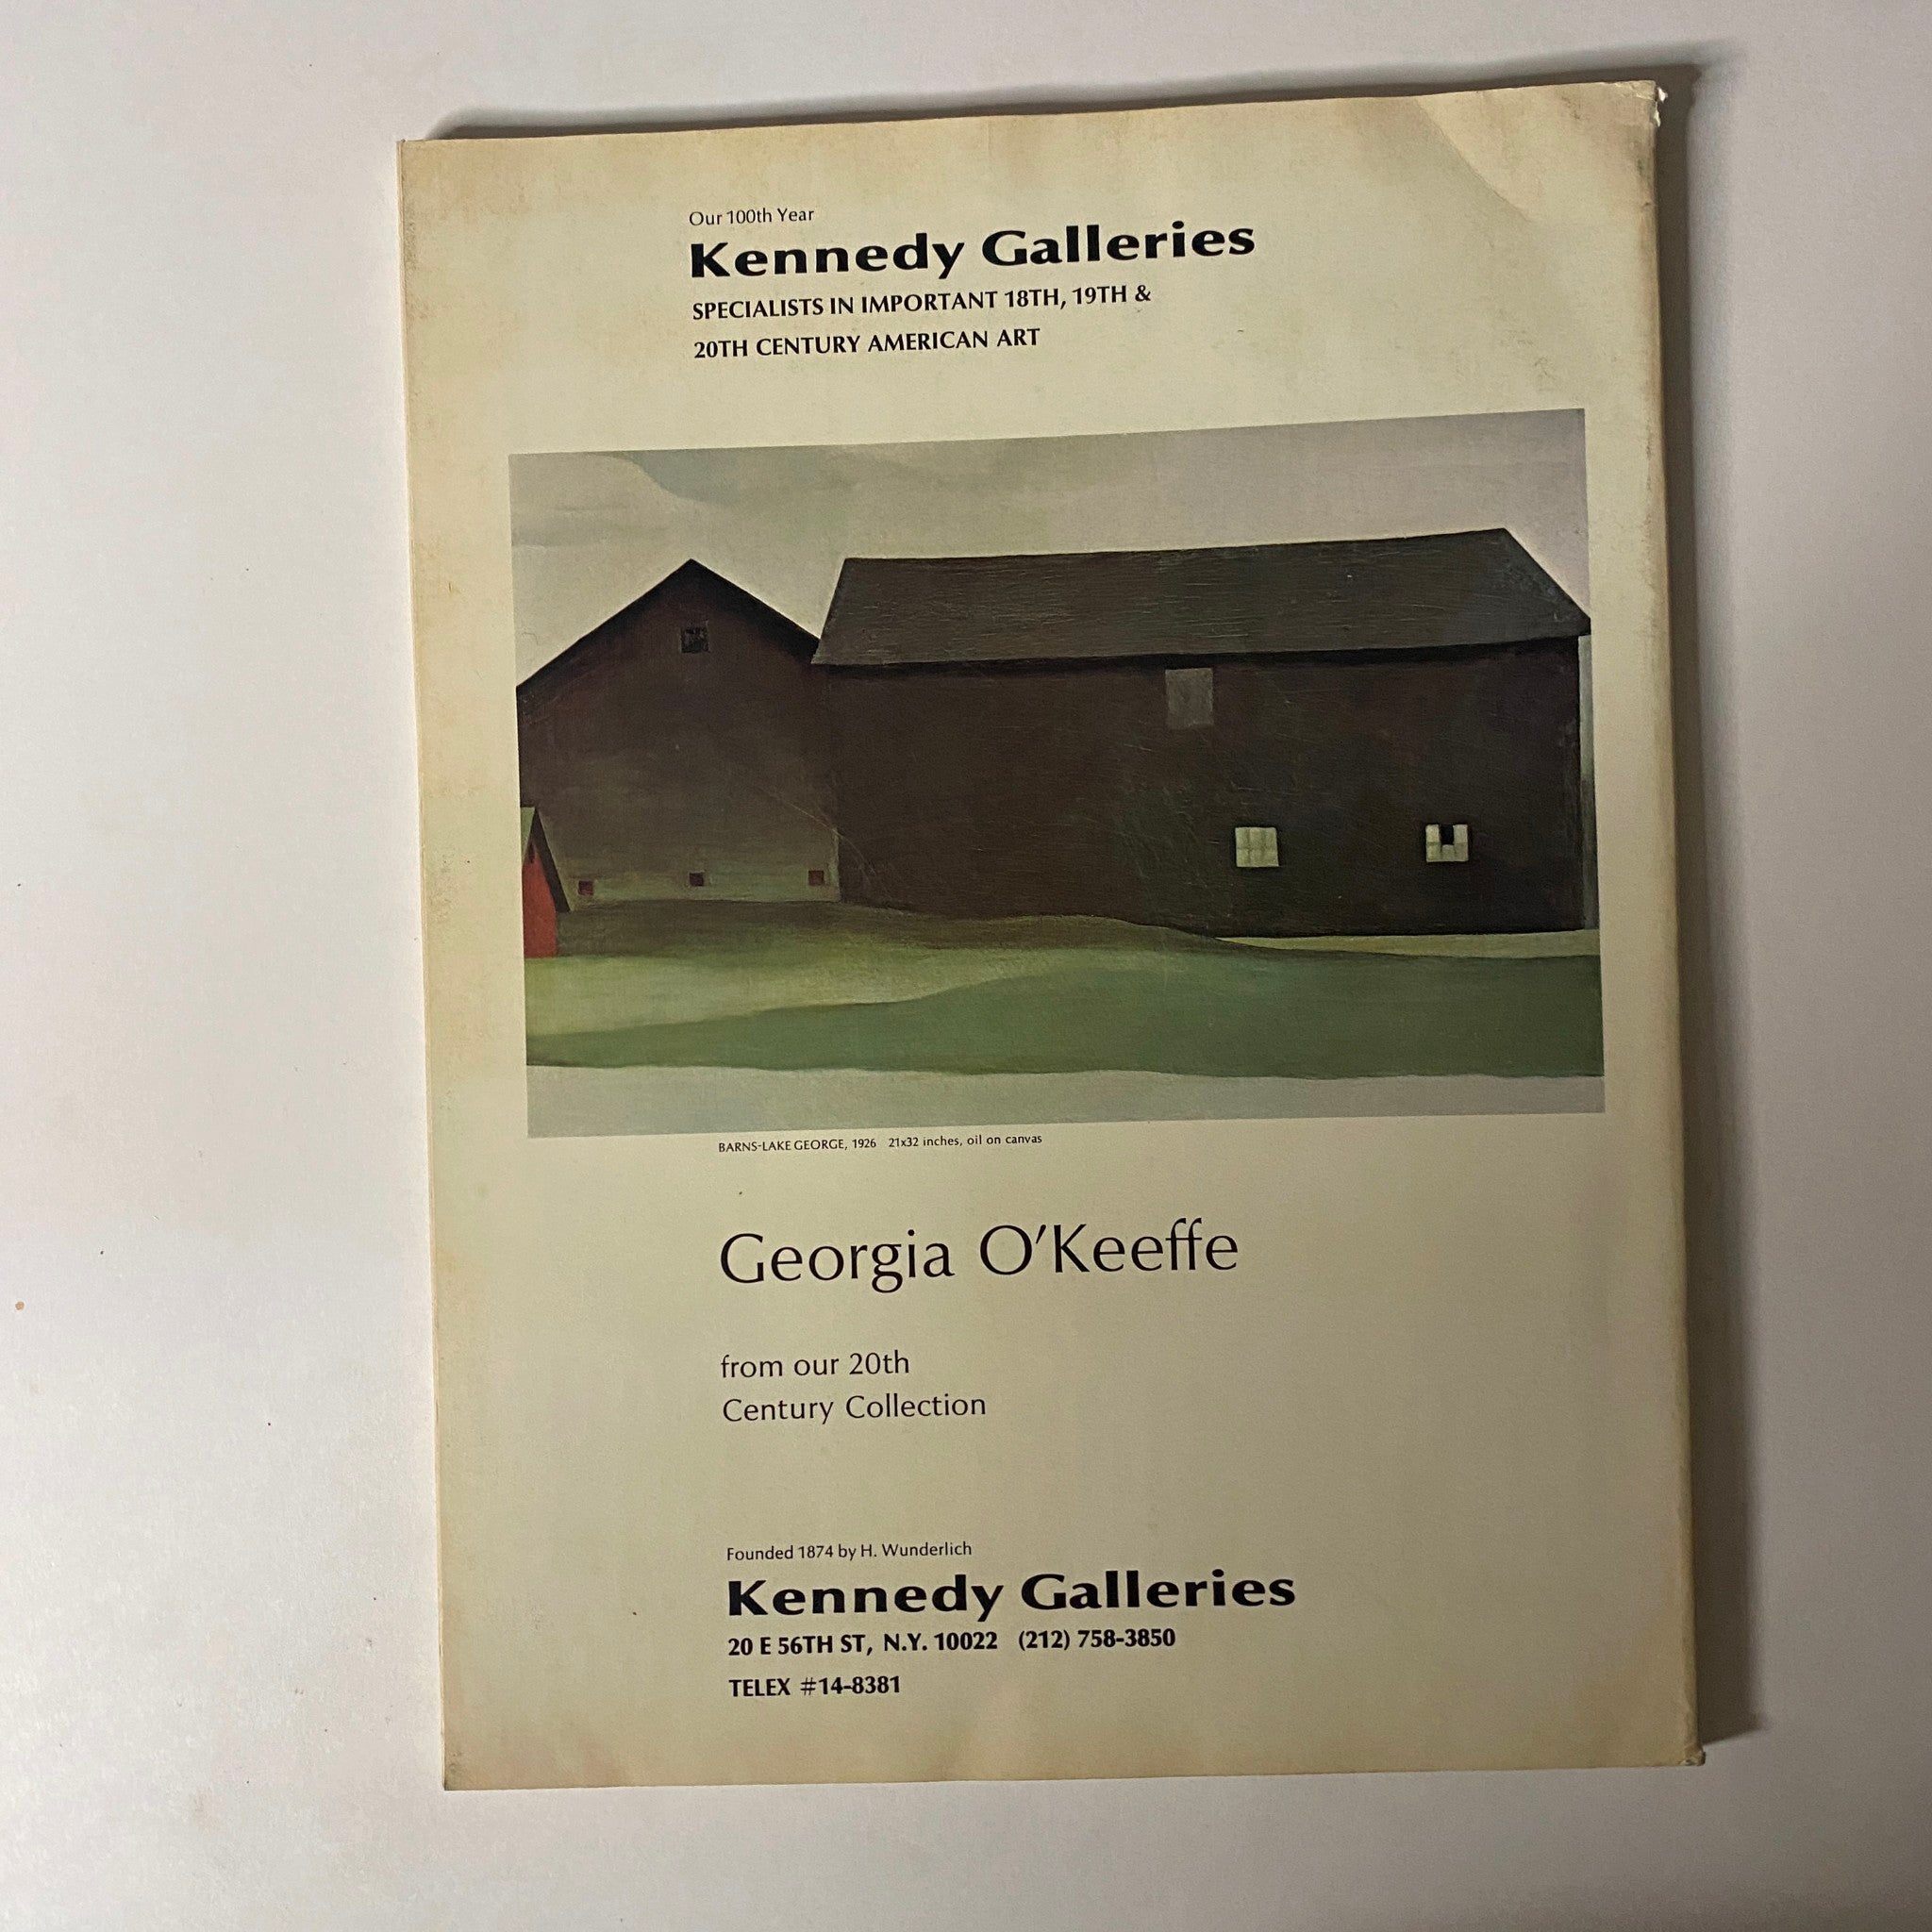 Our 100th Year
Kennedy Galleries
SPECIALISTS IN IMPORTANT 18TH, 19TH &
20TH CENTURY AMERICAN ART
BARNS-LAKE GEORGE, 1926 21x32 inches, oil on canvas
Georgia O'Keeffe
from our 20th
Century Collection
Founded 1874 by H. Wunderlich
Kennedy Galleries
20 E 56TH ST, N.Y. 10022 (212) 758-3850
TELEX #14-8381